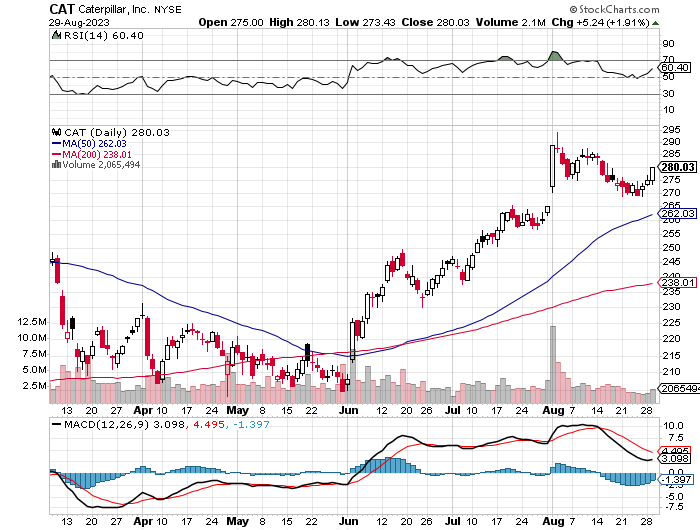 CAT Caterpillar, Inc. NYSE
© StockCharts.com
29-Aug-2023 Open 275.00 High 280.13 Low 273.43 Close 280.03 Volume 2.1M Chg +5.24 (+1.91%)
RSI(14) 60.40
90
70
60.40
50
30
10
CAT (Daily) 280.03
MA(50) 262.03
MA(200) 238.01
Volume 2,065,494
295
290
285
280.03
275
270
265
262.03
255
250
245
238.01
235
230
225
220
215
210
2065494
12.5M
10.0M
7.5M
5.0M
2.5M
13 20 27 Apr 10 17 24 May 8 15 22 Jun 12 20 26 Jul 10 17 24 Aug 7 14 21 28
MACD(12,26,9) 3.098, 4.495, -1.397
10.0
7.5
4.495
3.098
0.0
-1.397
-2.5
-5.0
-7.5
13 20 27 Apr 10 17 24 May 8 15 22 Jun 12 20 26 Jul 10 17 24 Aug 7 14 21 28